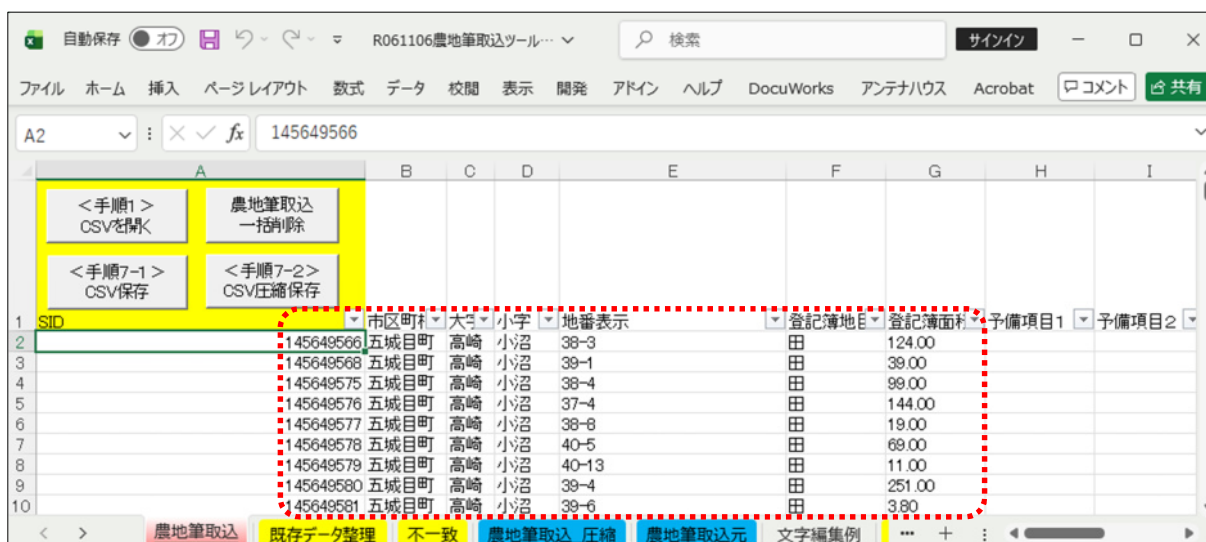 自動保存 オフ R061106農地筆取込ツール… 検索 サインイン
ファイル ホーム 挿入 ページ レイアウト 数式 データ 校閲 表示 開発 アドイン ヘルプ DocuWorks アンテナハウス Acrobat コメント 共有
A2 fx 145649566
A B C D E F G H I
<手順1> 農地筆取込
CSVを開く 一括削除
<手順7-1> <手順7-2>
CSV保存 CSV圧縮保存
1 SID 市区町村 大字 小字 地番表示 登記簿地目 登記簿面積 予備項目1 予備項目2
2 145649566 五城目町 高崎 小沼 38-3 田 124.00
3 145649568 五城目町 高崎 小沼 39-1 田 39.00
4 145649575 五城目町 高崎 小沼 38-4 田 99.00
5 145649576 五城目町 高崎 小沼 37-4 田 144.00
6 145649577 五城目町 高崎 小沼 38-8 田 19.00
7 145649578 五城目町 高崎 小沼 40-5 田 69.00
8 145649579 五城目町 高崎 小沼 40-13 田 11.00
9 145649580 五城目町 高崎 小沼 39-4 田 251.00
10 145649581 五城目町 高崎 小沼 39-6 田 3.80
農地筆取込 既存データ整理 不一致 農地筆取込_圧縮 農地筆取込元 文字編集例 … +